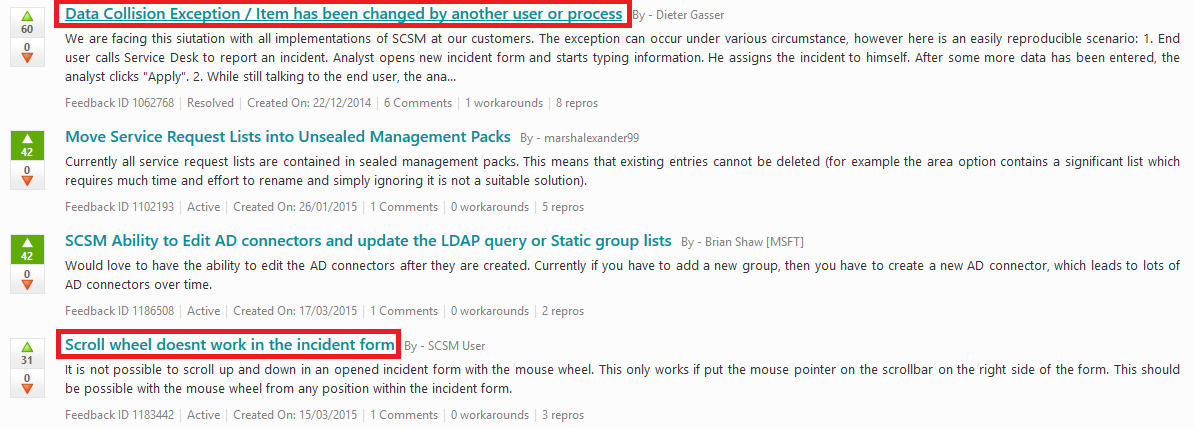 Data Collision Exception / Item has been changed by another user or process By - Dieter Gasser
60
0
We are facing this siutation with all implementations of SCSM at our customers. The exception can occur under various circumstance, however here is an easily reproducible scenario: 1. End
user calls Service Desk to report an incident. Analyst opens new incident form and starts typing information. He assigns the incident to himself. After some more data has been entered, the
analyst clicks "Apply". 2. While still talking to the end user, the ana...
Feedback ID 1062768 | Resolved | Created On: 22/12/2014 | 6 Comments | 1 workarounds | 8 repros
Move Service Request Lists into Unsealed Management Packs By - marshalexander99
42
0
Currently all service request lists are contained in sealed management packs. This means that existing entries cannot be deleted (for example the area option contains a significant list which
requires much time and effort to rename and simply ignoring it is not a suitable solution).
Feedback ID 1102193 | Active | Created On: 26/01/2015 | 1 Comments | 0 workarounds | 5 repros
SCSM Ability to Edit AD connectors and update the LDAP query or Static group lists By - Brian Shaw [MSFT]
42
0
Would love to have the ability to edit the AD connectors after they are created. Currently if you have to add a new group, then you have to create a new AD connector, which leads to lots of
AD connectors over time.
Feedback ID 1186508 | Active | Created On: 17/03/2015 | 1 Comments | 0 workarounds | 2 repros
Scroll wheel doesnt work in the incident form By - SCSM User
31
0
It is not possible to scroll up and down in an opened incident form with the mouse wheel. This only works if put the mouse pointer on the scrollbar on the right side of the form. This should
be possible with the mouse wheel from any position within the incident form.
Feedback ID 1183442 | Active | Created On: 15/03/2015 | 1 Comments | 0 workarounds | 3 repros